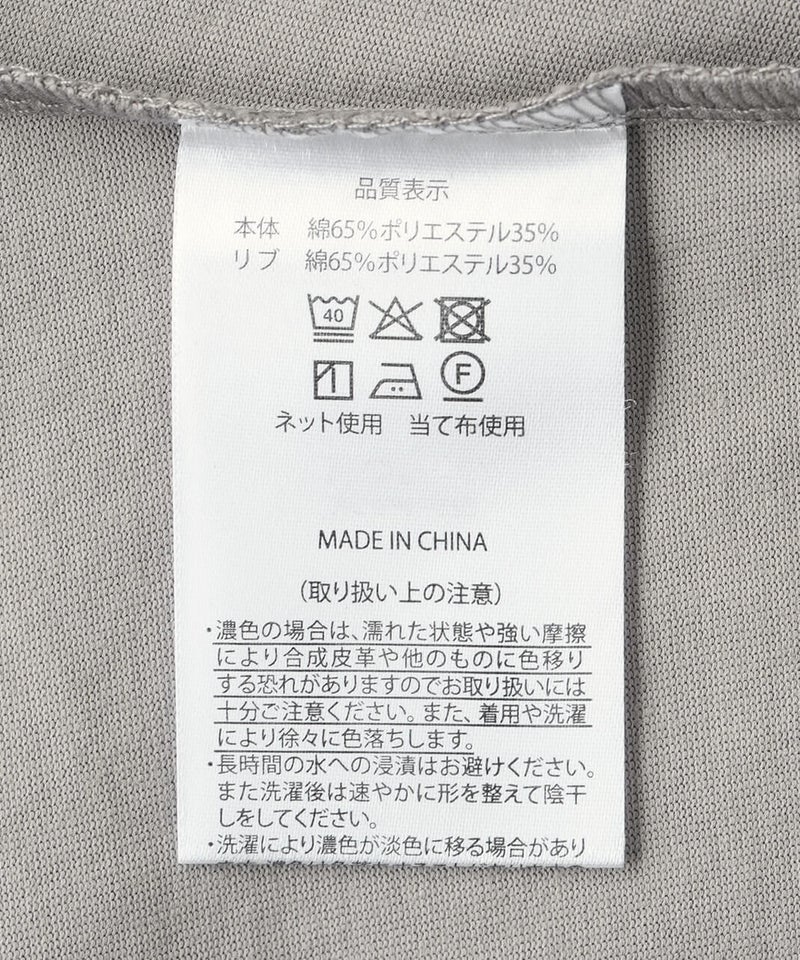 品質表示
本体 綿65%ポリエステル35%
リブ 綿65%ポリエステル35%
40
F
ネット使用 当て布使用
MADE IN CHINA
(取り扱い上の注意)
・濃色の場合は、濡れた状態や強い摩擦
により合成皮革や他のものに色移り
する恐れがありますのでお取り扱いには
十分ご注意ください。また、着用や洗濯
により徐々に色落ちします。
・長時間の水への浸漬はお避けください。
また洗濯後は速やかに形を整えて陰干
しをしてください。
・洗濯により濃色が淡色に移る場合があり